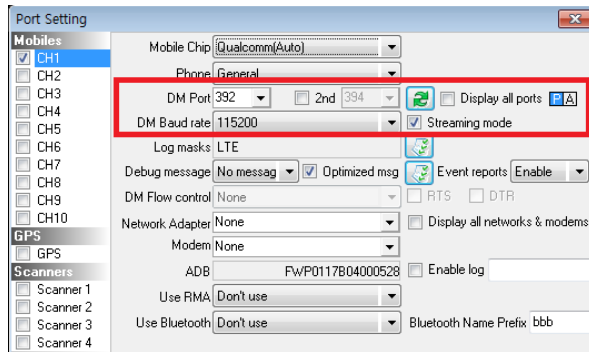 Port Setting
Mobiles
CH1
CH2
CH3
CH4
CH5
CH6
CH7
CH8
CH9
CH10
GPS
GPS
Scanners
Scanner 1
Scanner 2
Scanner 3
Scanner 4
Mobile Chip Qualcomm(Auto)
Phone General
DM Port 392 2nd 394 Display all ports P A
DM Baud rate 115200 Streaming mode
Log masks LTE
Debug message No messag Optimized msg Event reports Enable
DM Flow control None RTS DTR
Network Adapter None Display all networks & modems
Modem None
ADB FWP0117B04000528 Enable log
Use RMA Don't use
Use Bluetooth Don't use Bluetooth Name Prefix bbb